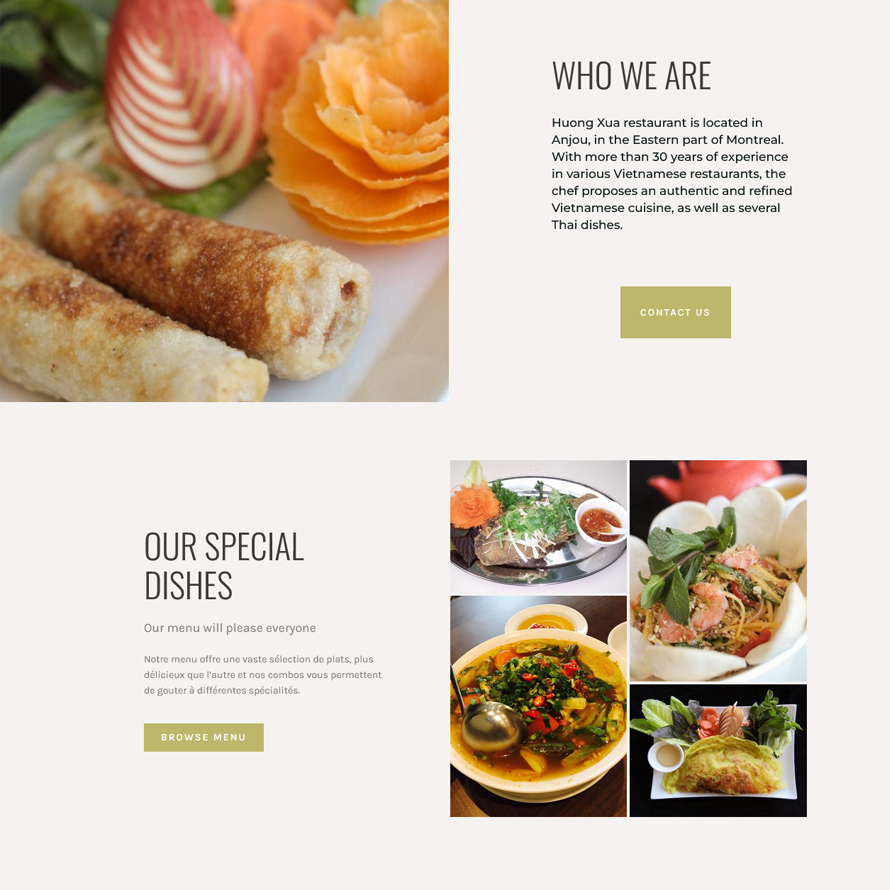 WHO WE ARE
Huong Xua restaurant is located in
Anjou, in the Eastern part of Montreal.
With more than 30 years of experience
in various Vietnamese restaurants, the
chef proposes an authentic and refined
Vietnamese cuisine, as well as several
Thai dishes.
CONTACT US
OUR SPECIAL
DISHES
Our menu will please everyone
Notre menu offre une vaste sélection de plats, plus
délicieux que l'autre et nos combos vous permettent
de gouter à différentes spécialités.
BROWSE MENU